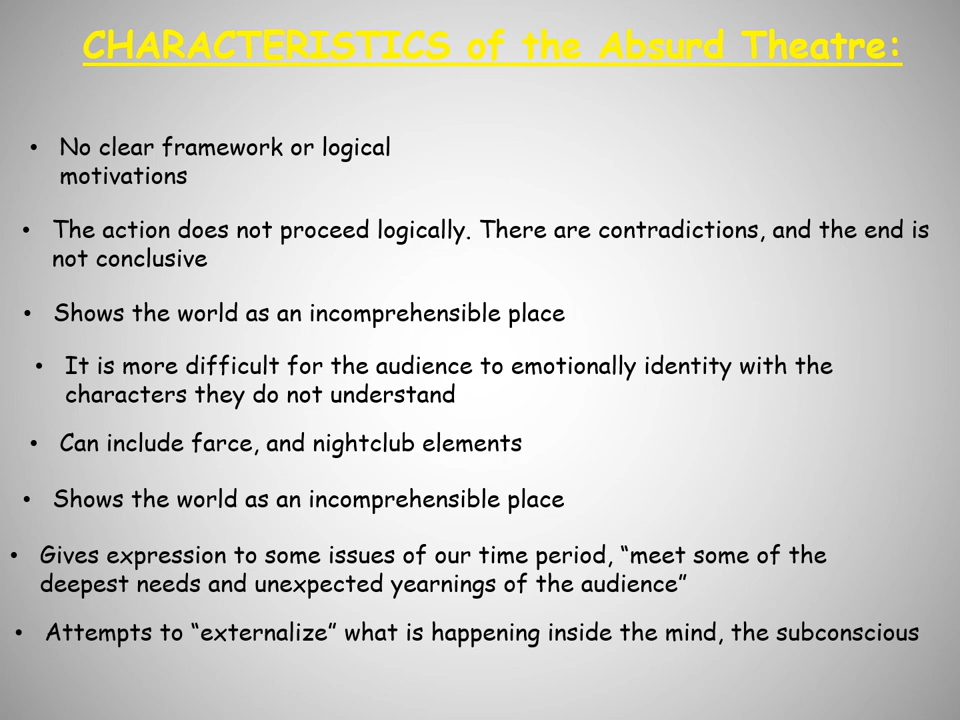 CHARACTERISTICS of the Absurd Theatre:
• No clear framework or logical
motivations
• The action does not proceed logically. There are contradictions, and the end is
not conclusive
• Shows the world as an incomprehensible place
• It is more difficult for the audience to emotionally identity with the
characters they do not understand
• Can include farce, and nightclub elements
• Shows the world as an incomprehensible place
• Gives expression to some issues of our time period, “meet some of the
deepest needs and unexpected yearnings of the audience”
• Attempts to “externalize” what is happening inside the mind, the subconscious